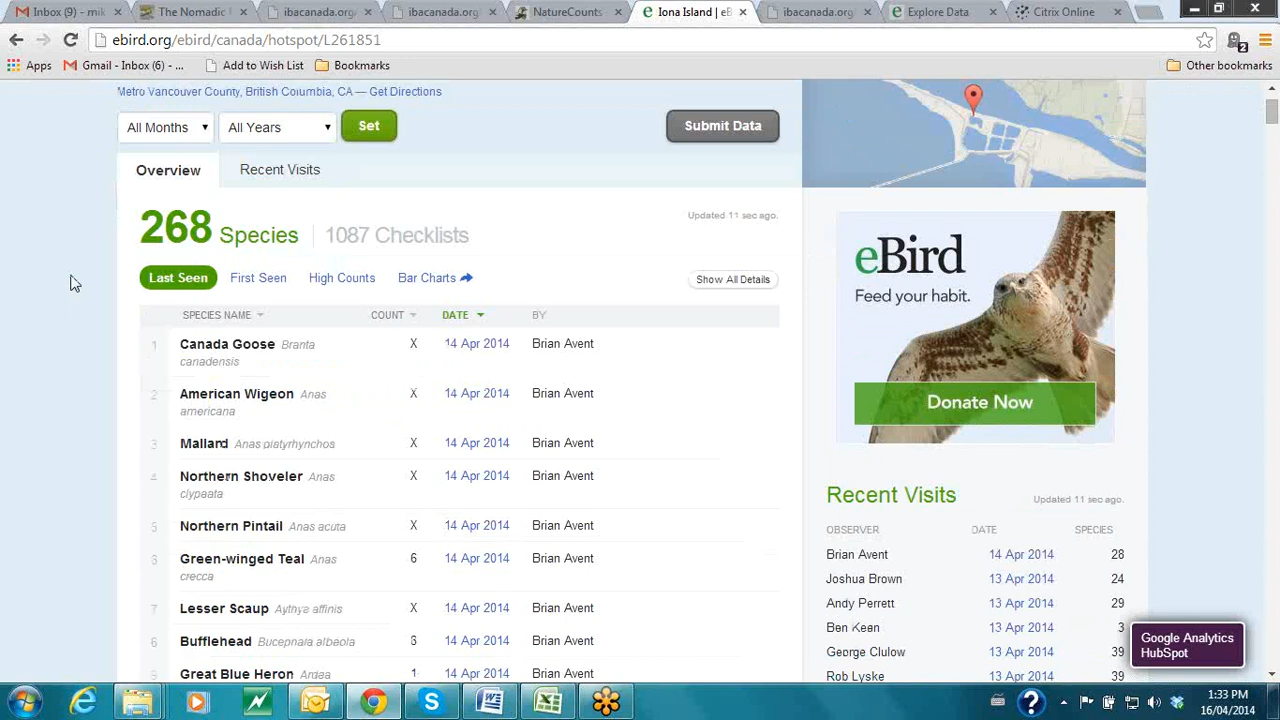 Inbox (9) - mik
The Nomadic
ibacanada.org
ibacanada.org
NatureCounts
Iona Island | eB
ibacanada.org/
Explore Data
Citrix Online
ebird.org/ebird/canada/hotspot/L261851
2
Apps
Gmail - Inbox (6) - ...
Add to Wish List
Bookmarks
Other bookmarks
Metro Vancouver County, British Columbia, CA — Get Directions
All Months
All Years
Set
Submit Data
Overview
Recent Visits
268 Species
1087 Checklists
Updated 11 sec ago.
Last Seen
First Seen
High Counts
Bar Charts
Show All Details
SPECIES NAME COUNT DATE BY
1 Canada Goose Branta canadensis X 14 Apr 2014 Brian Avent
2 American Wigeon Anas americana X 14 Apr 2014 Brian Avent
3 Mallard Anas platyrhynchos X 14 Apr 2014 Brian Avent
4 Northern Shoveler Anas clypeata X 14 Apr 2014 Brian Avent
5 Northern Pintail Anas acuta X 14 Apr 2014 Brian Avent
6 Green-winged Teal Anas crecca 6 14 Apr 2014 Brian Avent
7 Lesser Scaup Aythya affinis X 14 Apr 2014 Brian Avent
Bufflehead Bucephala albeola 14 Apr 2014 Brian Avent
Great Blue Heron Ardea 1 14 Apr 2014 Brian Avent
eBird
Feed your habit.
Donate Now
Recent Visits
Updated 11 sec ago.
OBSERVER DATE SPECIES
Brian Avent 14 Apr 2014 28
Joshua Brown 13 Apr 2014 24
Andy Perrett 13 Apr 2014 29
Ben Kean 13 Apr 2014 3
George Clulow 13 Apr 2014 39
Rob Lyske 13 Apr 2014 39
Google Analytics
HubSpot
1:33 PM
16/04/2014